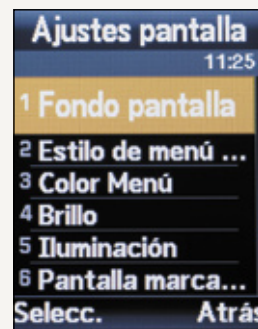 Ajustes pantalla
11:25
1 Fondo pantalla
2 Estilo de menú ...
3 Color Menú
4 Brillo
5 Iluminación
6 Pantalla marca...
Selecc. Atrás